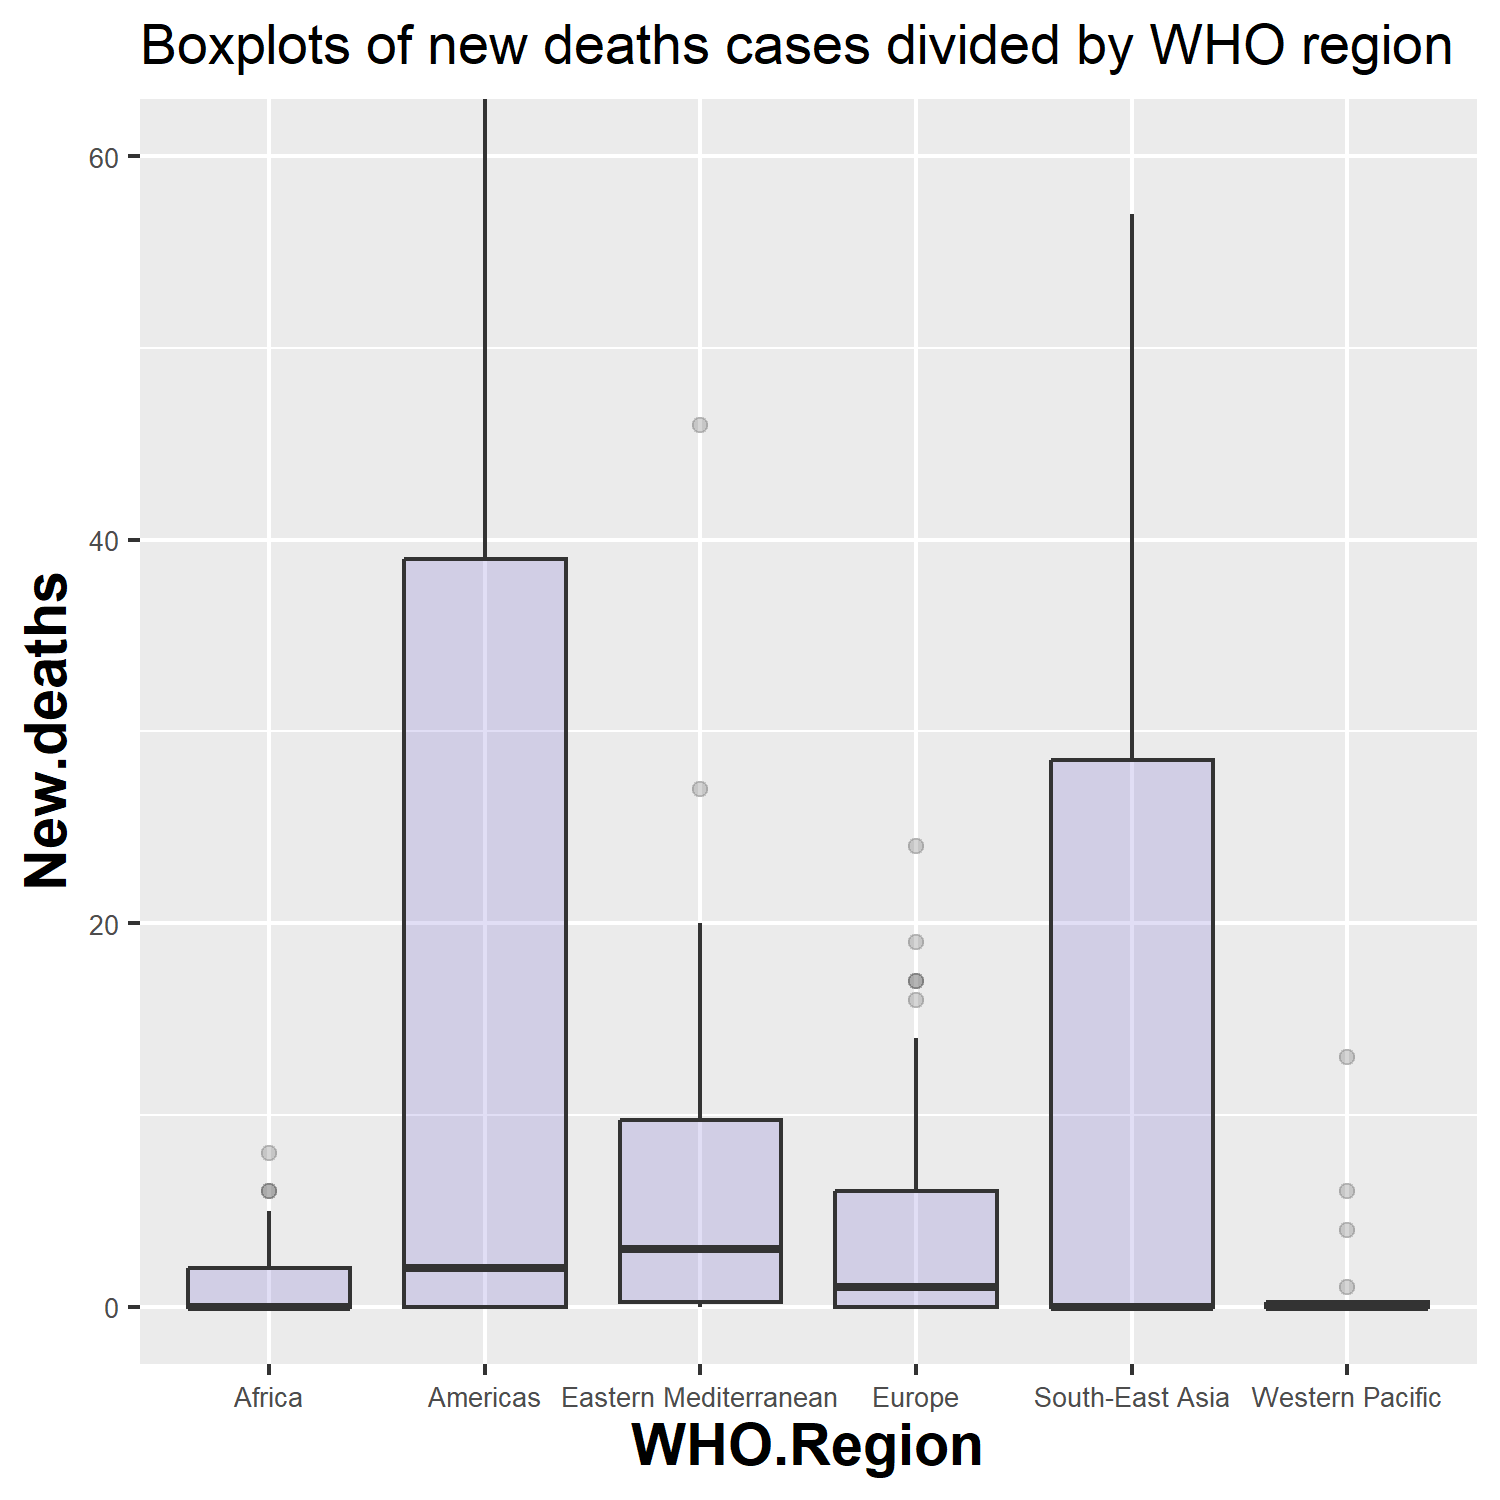 Boxplots of new deaths cases divided by WHO region
New.deaths
60
40
20
0
Africa Americas Eastern Mediterranean Europe South-East Asia Western Pacific
WHO.Region